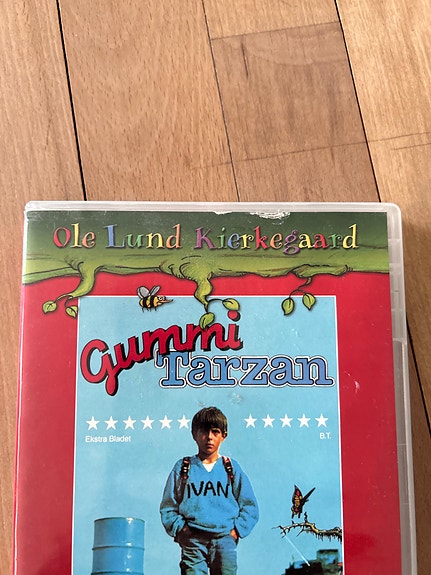 Ole Lund Kierkegaard
Gummi
Tarzan
★★★★★★ ★★★★★
Ekstra Bladet B.T.
IVAN